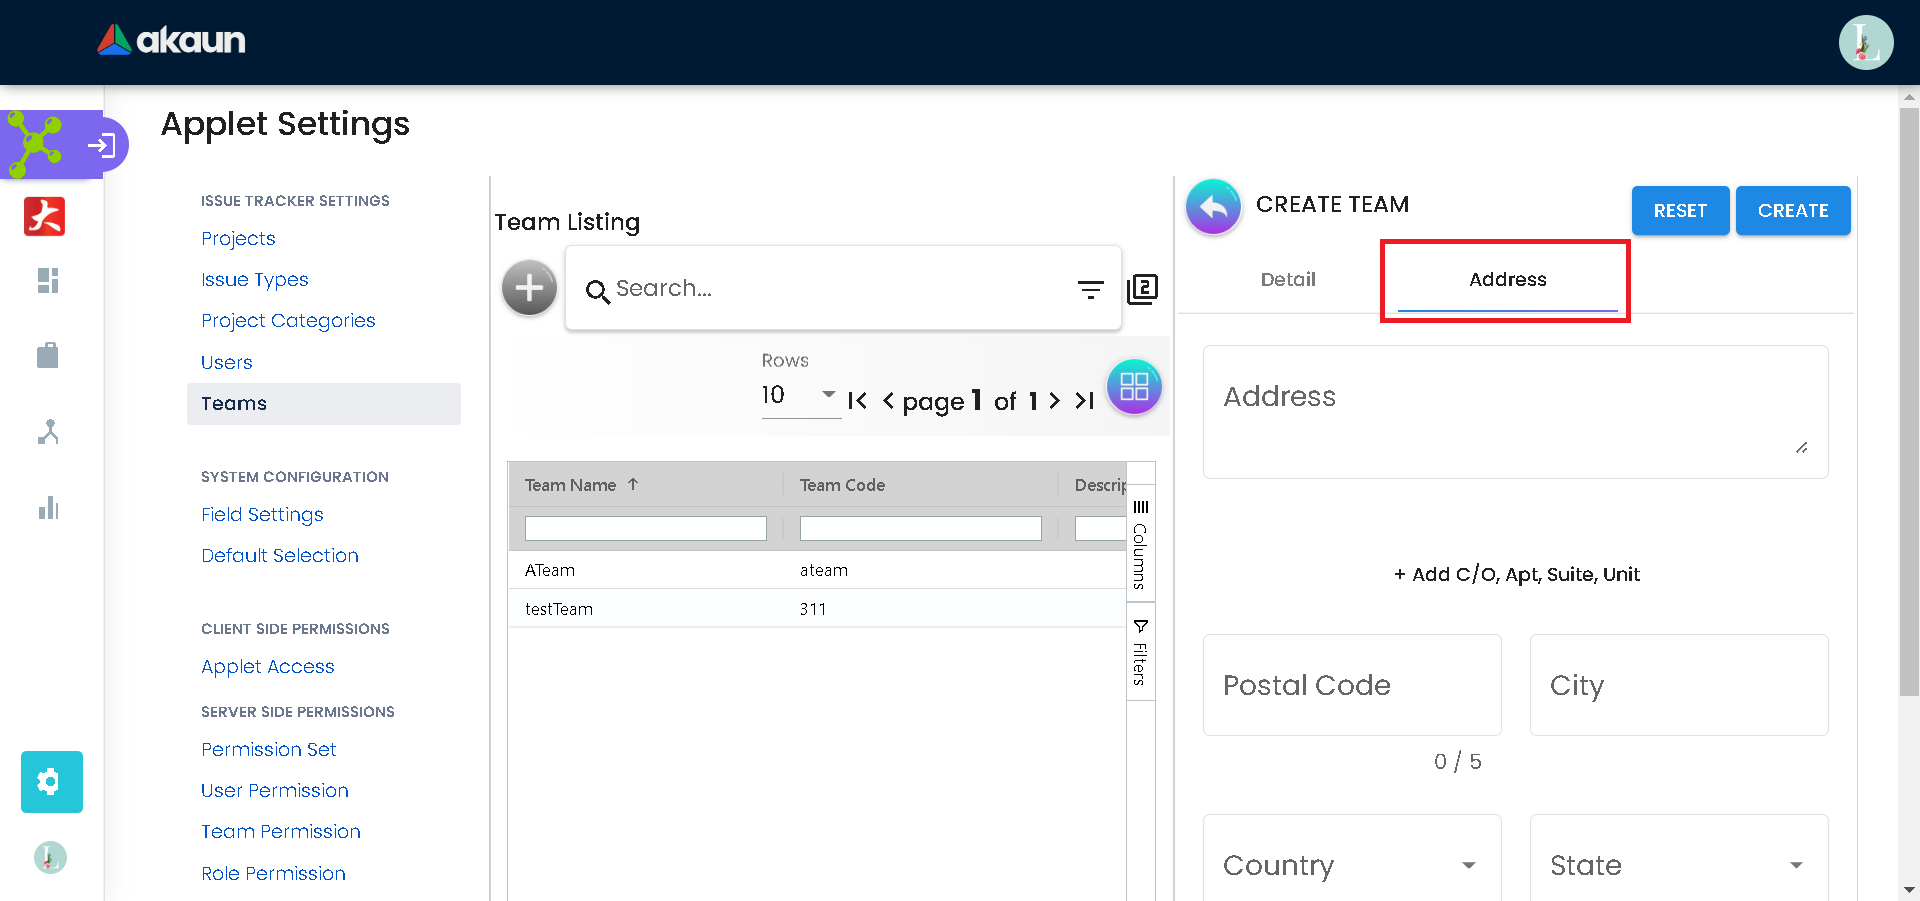 akaun
L
Applet Settings
ISSUE TRACKER SETTINGS
Projects
Issue Types
Project Categories
Users
Teams
SYSTEM CONFIGURATION
Field Settings
Default Selection
CLIENT SIDE PERMISSIONS
Applet Access
SERVER SIDE PERMISSIONS
Permission Set
User Permission
Team Permission
Role Permission
大
L
Team Listing
Search...
2
Rows
10
page 1 of 1
Team Name Team Code Descrip
ATeam ateam
testTeam 311
Columns
Filters
CREATE TEAM
RESET CREATE
Detail Address
Address
+ Add C/O, Apt, Suite, Unit
Postal Code City
0 / 5
Country State